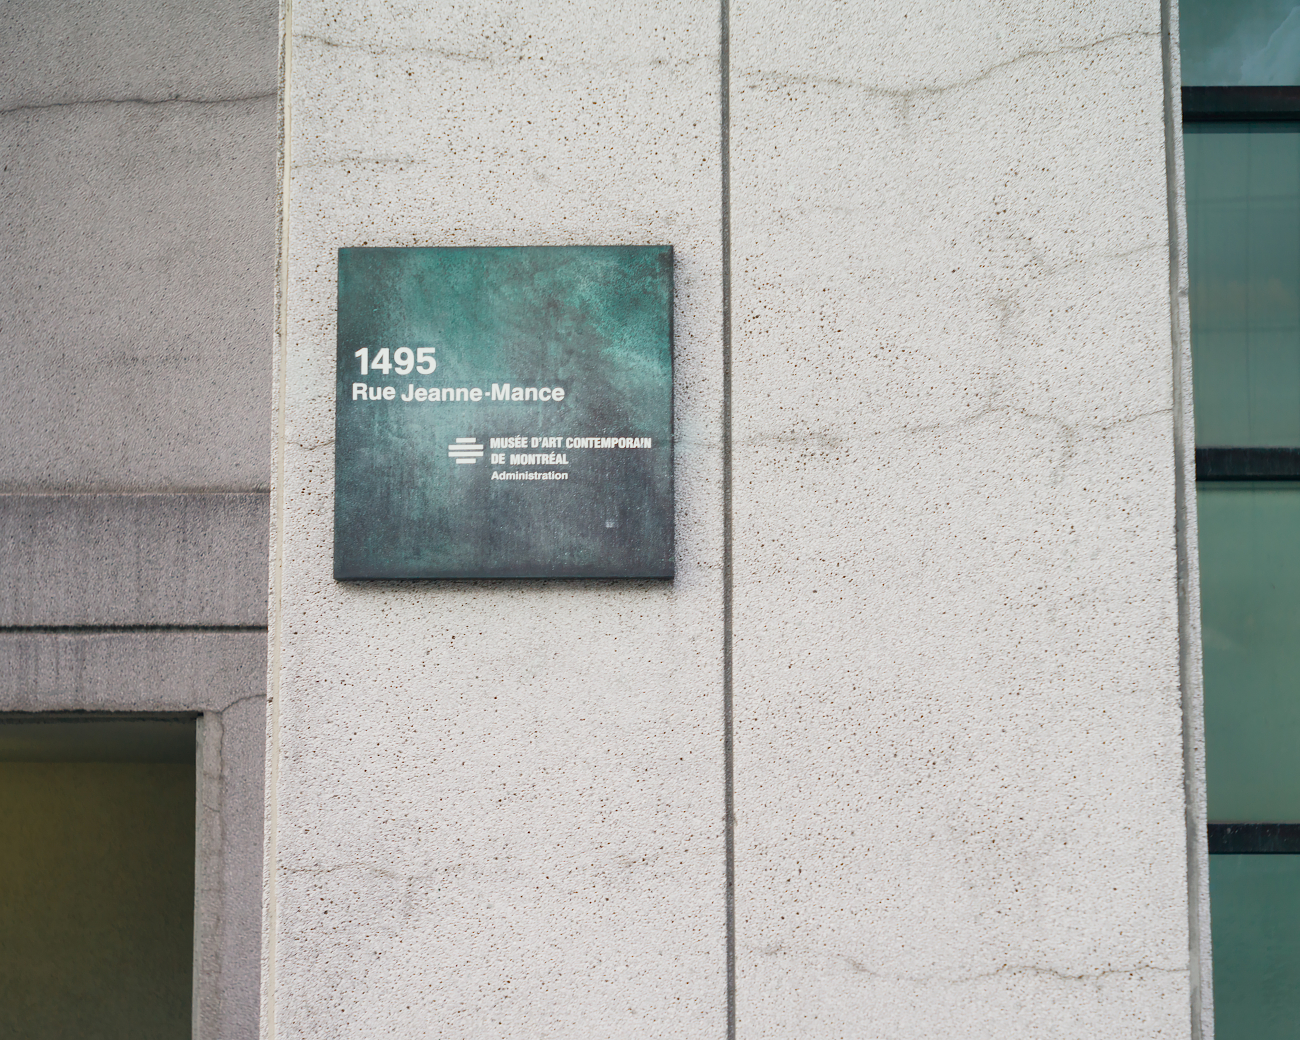 1495
Rue Jeanne-Mance
MUSÉE D'ART CONTEMPORAIN
DE MONTRÉAL
Administration